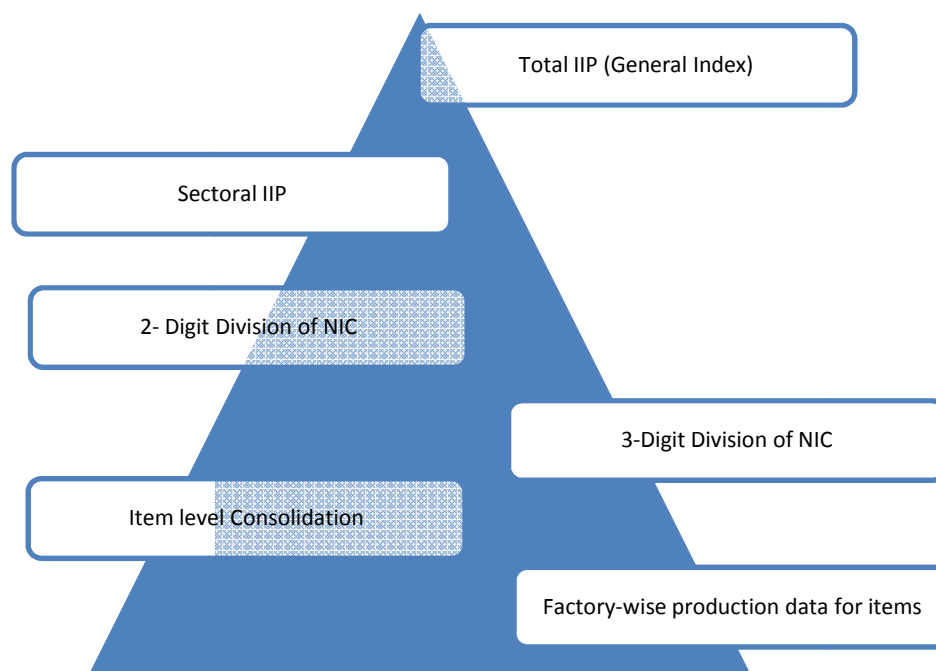 Total IIP (General Index)
Sectoral IIP
2- Digit Division of NIC
3-Digit Division of NIC
Item level Consolidation
Factory-wise production data for items